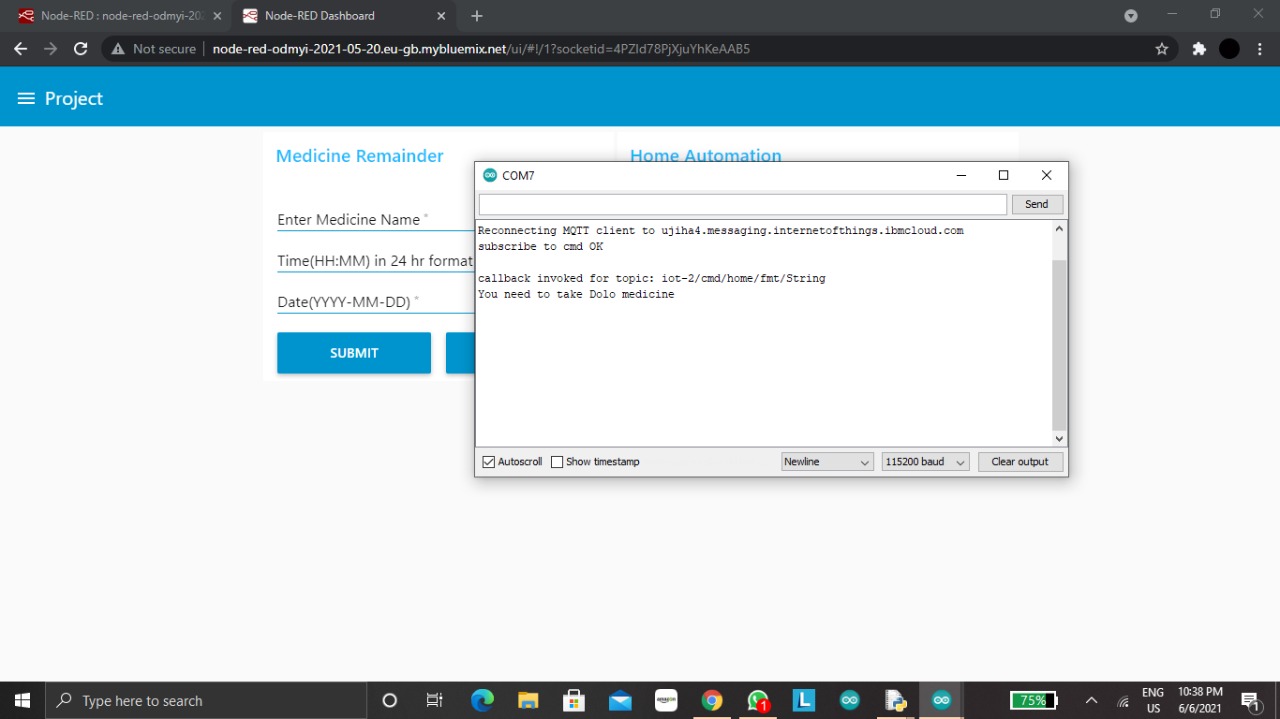 Node-RED : node-red-odmyi-202
Node-RED Dashboard
Not secure
node-red-odmyi-2021-05-20.eu-gb.mybluemix.net/ui/#!/1?socketid=4PZId78PjXjuYhKeAAB5
Project
Medicine Remainder
Home Automation
Enter Medicine Name *
Time(HH:MM) in 24 hr format
Date(YYYY-MM-DD) *
SUBMIT
COM7
Send
Reconnecting MQTT client to ujiha4.messaging.internetofthings.ibmcloud.com
subscribe to cmd OK
callback invoked for topic: iot-2/cmd/home/fmt/String
You need to take Dolo medicine
Autoscroll Show timestamp Newline 115200 baud Clear output
Type here to search
amazon
L
1
75%
ENG
US
10:38 PM
6/6/2021
1